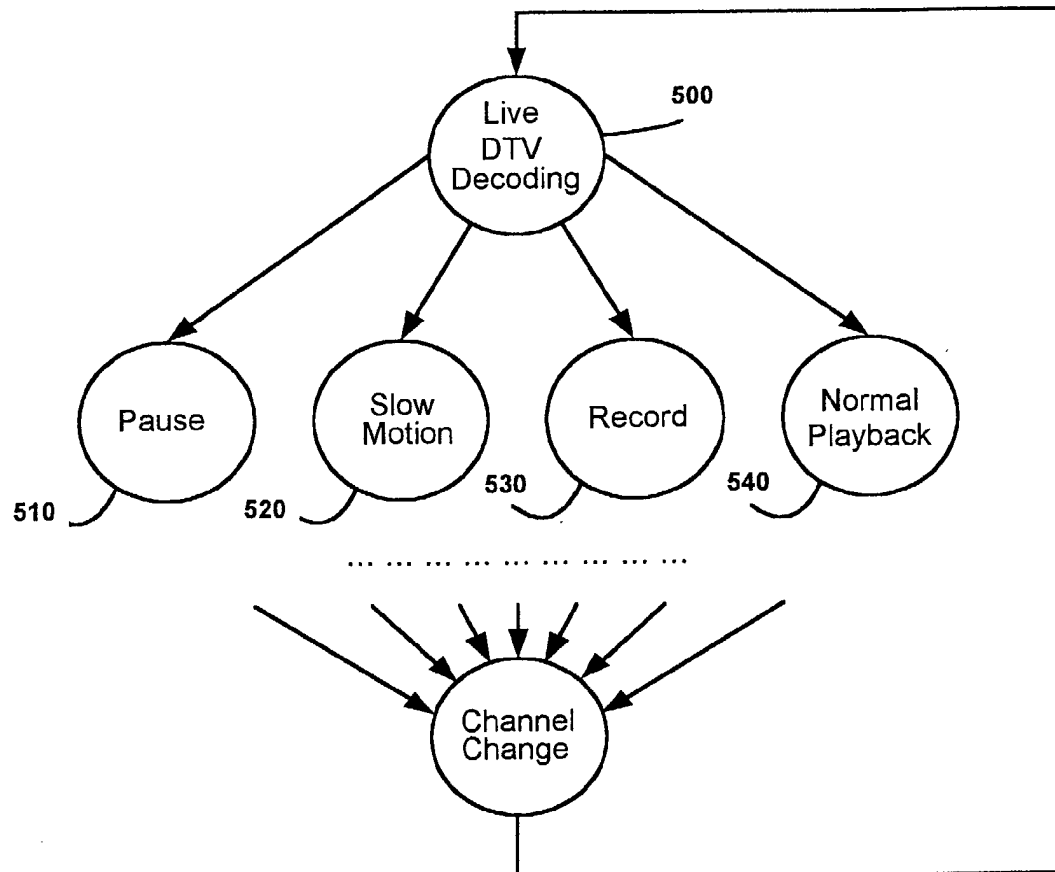 500
Live
DTV
Decoding
Pause
Slow
Motion
Record
Normal
Playback
510
520
530
540
... ... ... ... ... ... ... ... ...
Channel
Change